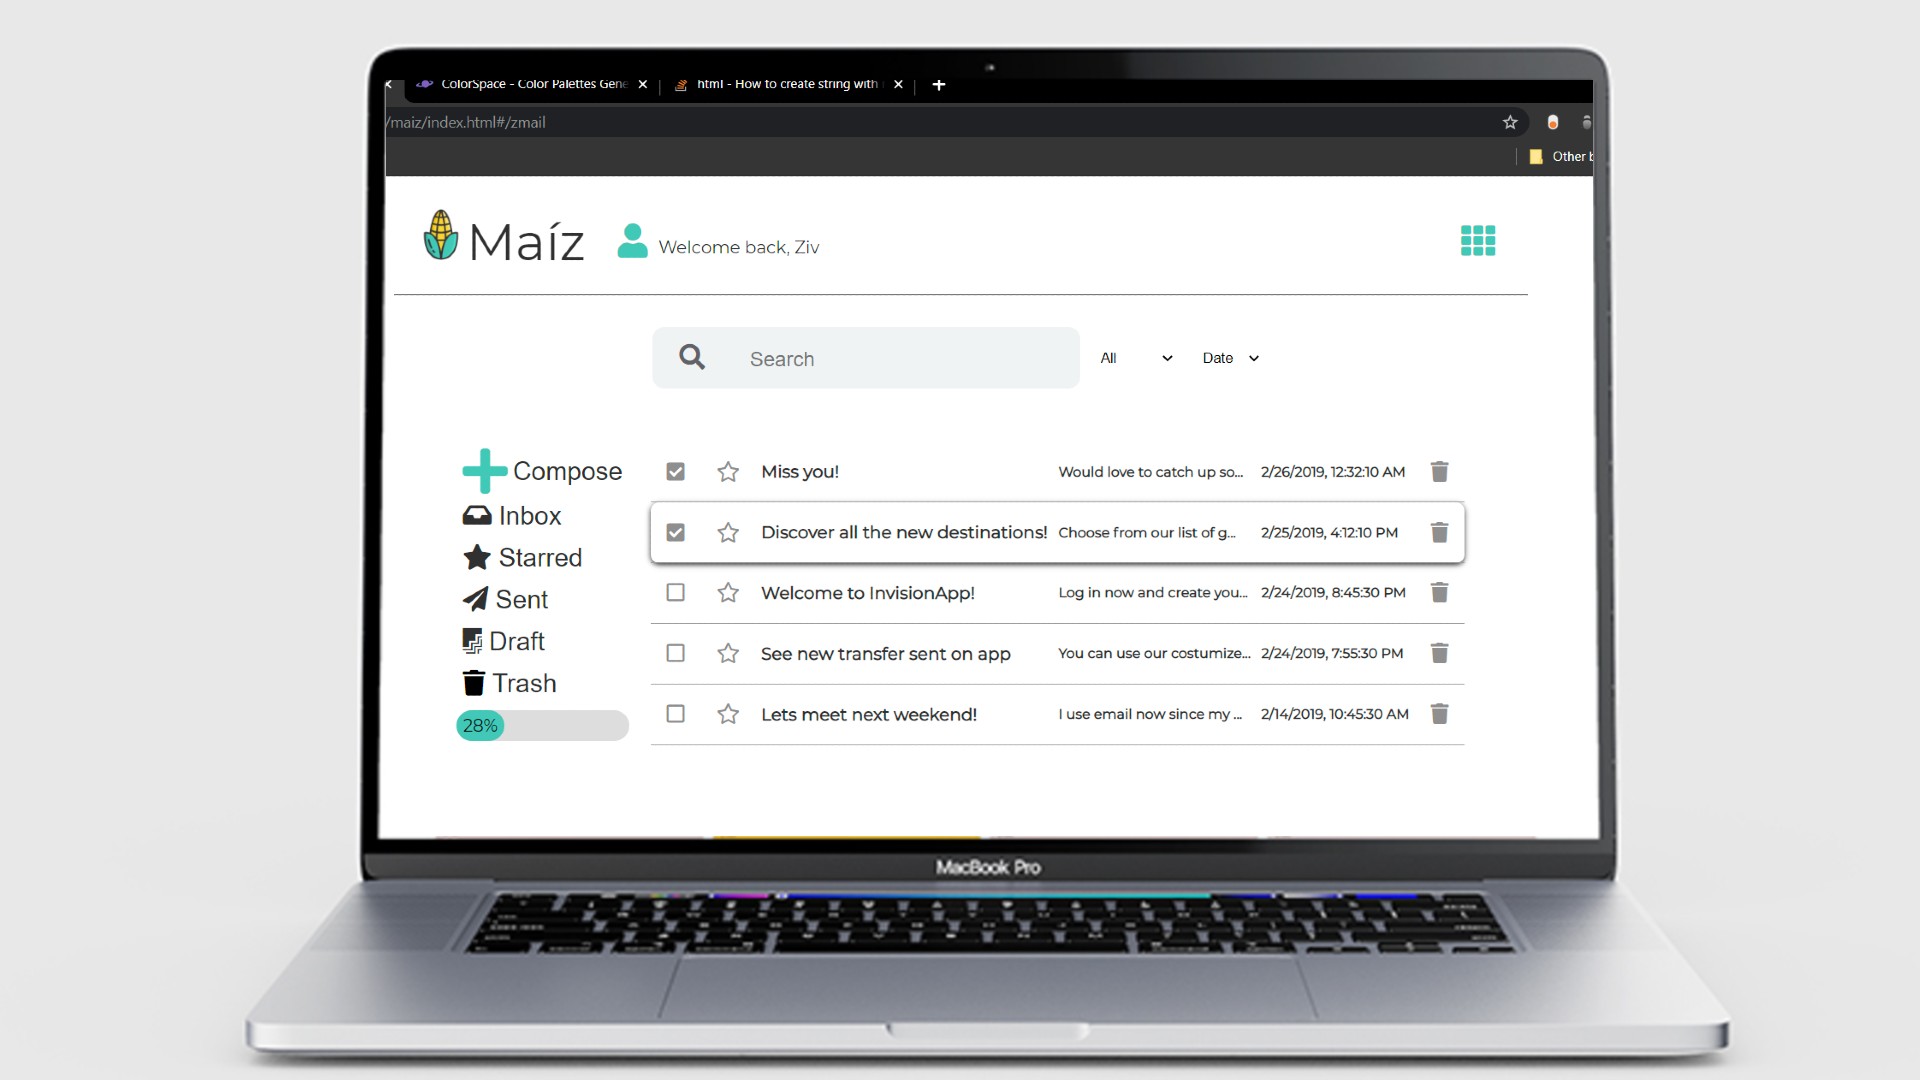 ColorSpace - Color Palettes Gene
html - How to create string with
/maiz/index.html#/zmail
Other b
Maíz
Welcome back, Ziv
Search
All
Date
Compose
Inbox
Starred
Sent
Draft
Trash
28%
Miss you! Would love to catch up so... 2/26/2019, 12:32:10 AM
Discover all the new destinations! Choose from our list of g... 2/25/2019, 4:12:10 PM
Welcome to InvisionApp! Log in now and create you... 2/24/2019, 8:45:30 PM
See new transfer sent on app You can use our costumize... 2/24/2019, 7:55:30 PM
Lets meet next weekend! I use email now since my ... 2/14/2019, 10:45:30 AM
MacBook Pro